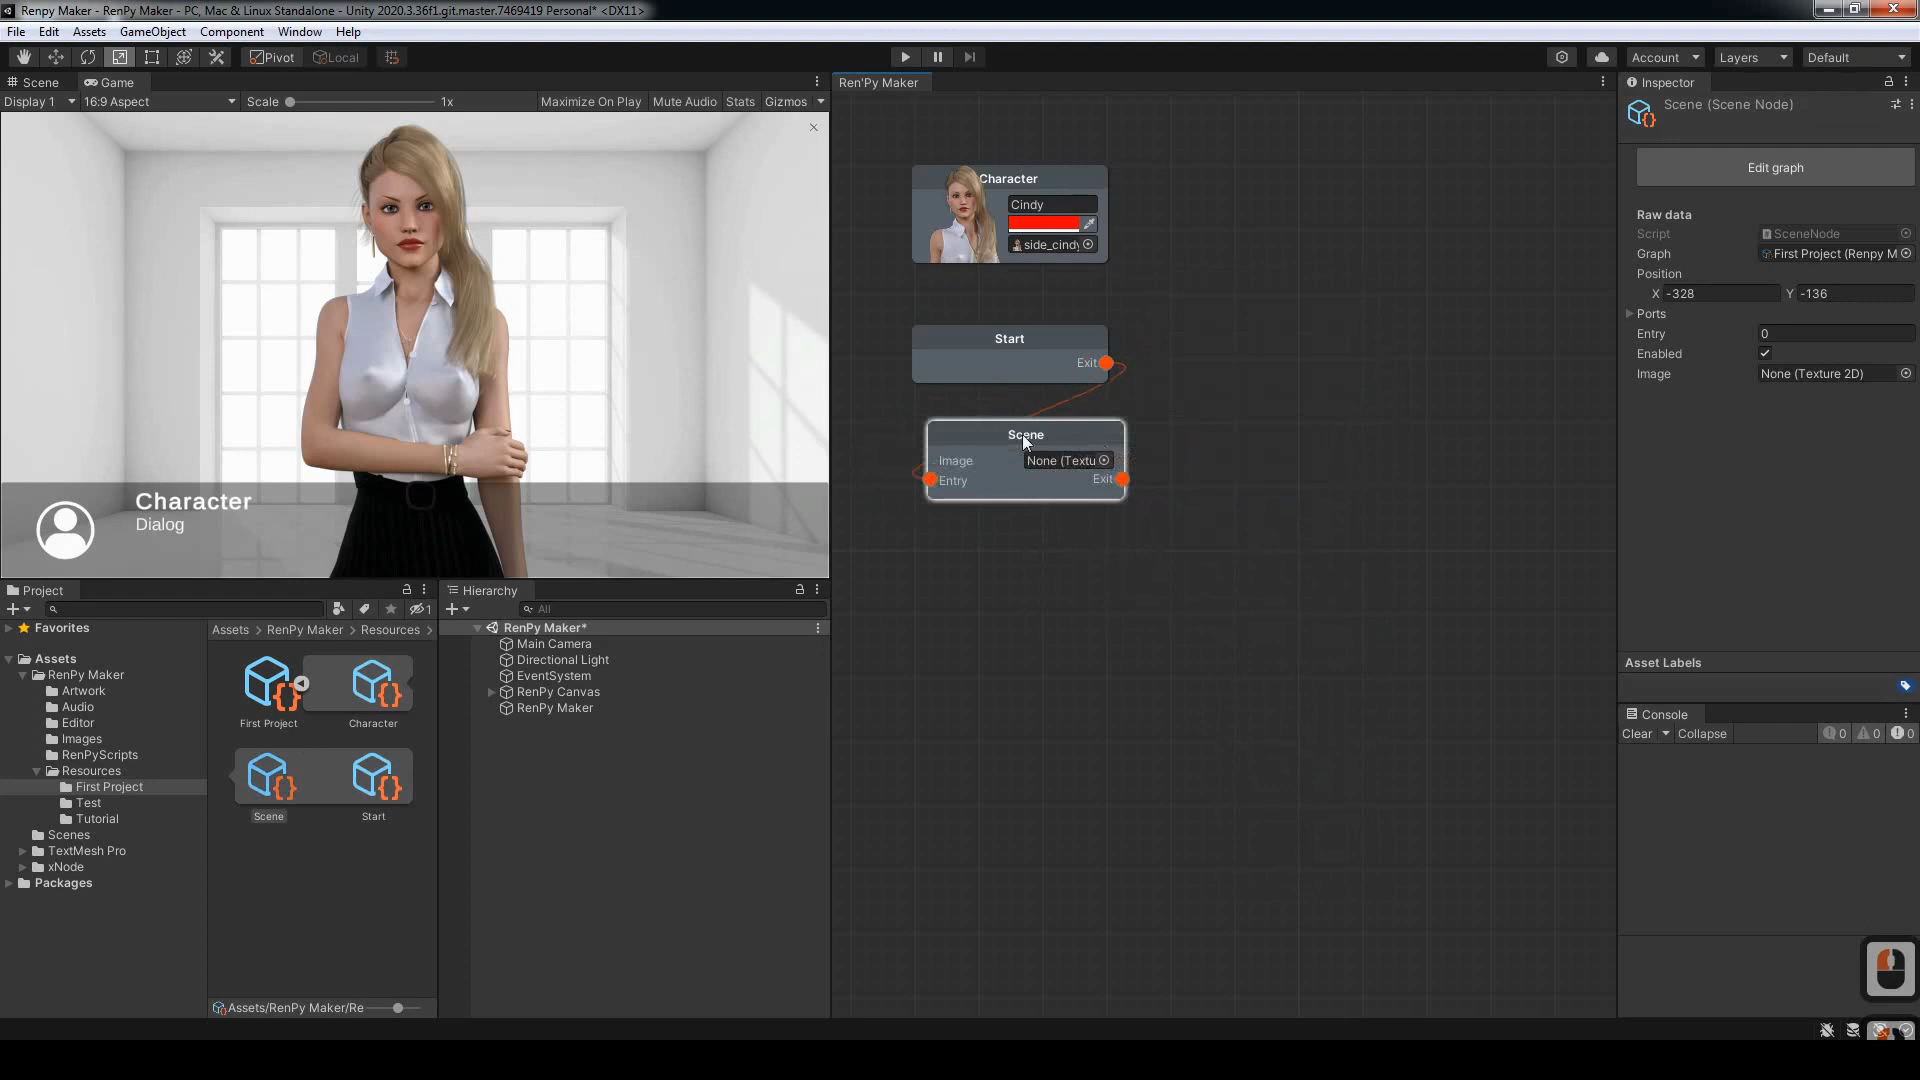 Renpy Maker - RenPy Maker - PC, Mac & Linux Standalone - Unity 2020.3.36f1.git.master.7469419 Personal* <DX11>
File Edit Assets GameObject Component Window Help
Pivot Local Account Layers Default
Scene Game
Display 1 16:9 Aspect Scale 1x Maximize On Play Mute Audio Stats Gizmos
Character
Dialog
Ren'Py Maker
Character
Cindy
side_cindy
Start
Exit
Scene
Image None (Textu
Entry Exit
Inspector
Scene (Scene Node)
Edit graph
Raw data
Script SceneNode
Graph First Project (Renpy M
Position
X -328 Y -136
Ports
Entry 0
Enabled
Image None (Texture 2D)
Asset Labels
Console
Clear Collapse 0 0 0
Project
1
Favorites
Assets
RenPy Maker
Artwork
Audio
Editor
Images
RenPyScripts
Resources
First Project
Test
Tutorial
Scenes
TextMesh Pro
xNode
Packages
Assets > RenPy Maker > Resources >
First Project Character
Scene Start
Assets/RenPy Maker/Re
Hierarchy
All
RenPy Maker*
Main Camera
Directional Light
EventSystem
RenPy Canvas
RenPy Maker